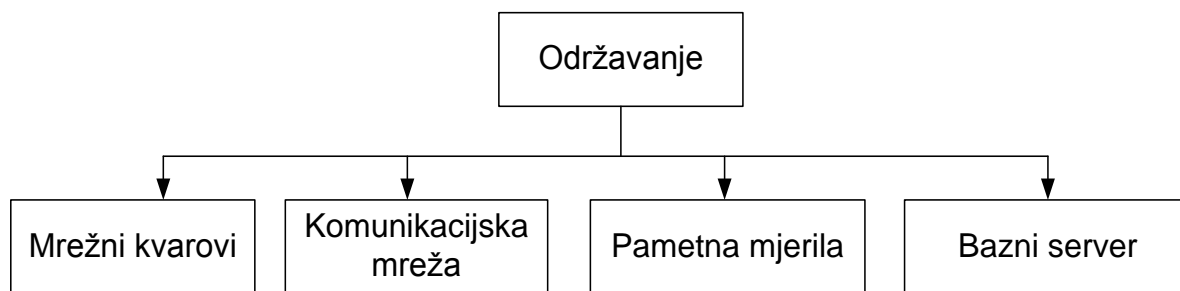 Održavanje
Mrežni kvarovi
Komunikacijska
mreža
Pametna mjerila
Bazni server